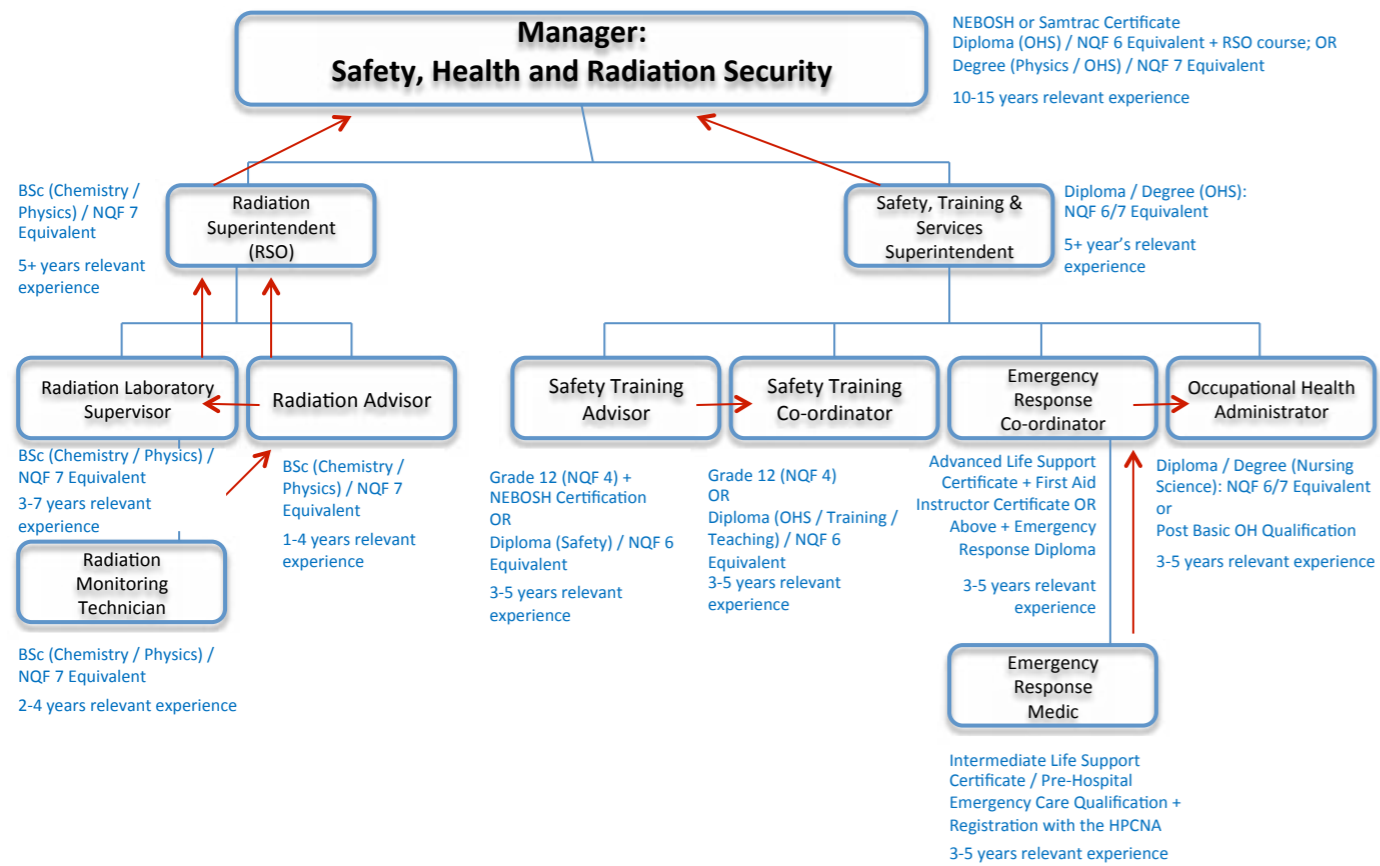 Manager:
Safety, Health and Radiation Security
NEBOSH or Samtrac Certificate
Diploma (OHS) / NQF 6 Equivalent + RSO course; OR
Degree (Physics / OHS) / NQF 7 Equivalent
10-15 years relevant experience
BSc (Chemistry /
Physics) / NQF 7
Equivalent
5+ years relevant
experience
Radiation
Superintendent
(RSO)
Safety, Training &
Services
Superintendent
Diploma / Degree (OHS):
NQF 6/7 Equivalent
5+ year's relevant
experience
Radiation Laboratory
Supervisor
Radiation Advisor
Safety Training
Advisor
Safety Training
Co-ordinator
Emergency
Response
Co-ordinator
Occupational Health
Administrator
BSc (Chemistry / Physics) /
NQF 7 Equivalent
3-7 years relevant
experience
BSc (Chemistry /
Physics) / NQF 7
Equivalent
1-4 years relevant
experience
Grade 12 (NQF 4) +
NEBOSH Certification
OR
Diploma (Safety) / NQF 6
Equivalent
3-5 years relevant
experience
Grade 12 (NQF 4)
OR
Diploma (OHS / Training /
Teaching) / NQF 6
Equivalent
3-5 years relevant
experience
Advanced Life Support
Certificate + First Aid
Instructor Certificate OR
Above + Emergency
Response Diploma
3-5 years relevant
experience
Diploma / Degree (Nursing
Science): NQF 6/7 Equivalent
or
Post Basic OH Qualification
3-5 years relevant experience
Radiation
Monitoring
Technician
BSc (Chemistry / Physics) /
NQF 7 Equivalent
2-4 years relevant experience
Emergency
Response
Medic
Intermediate Life Support
Certificate / Pre-Hospital
Emergency Care Qualification +
Registration with the HPCNA
3-5 years relevant experience